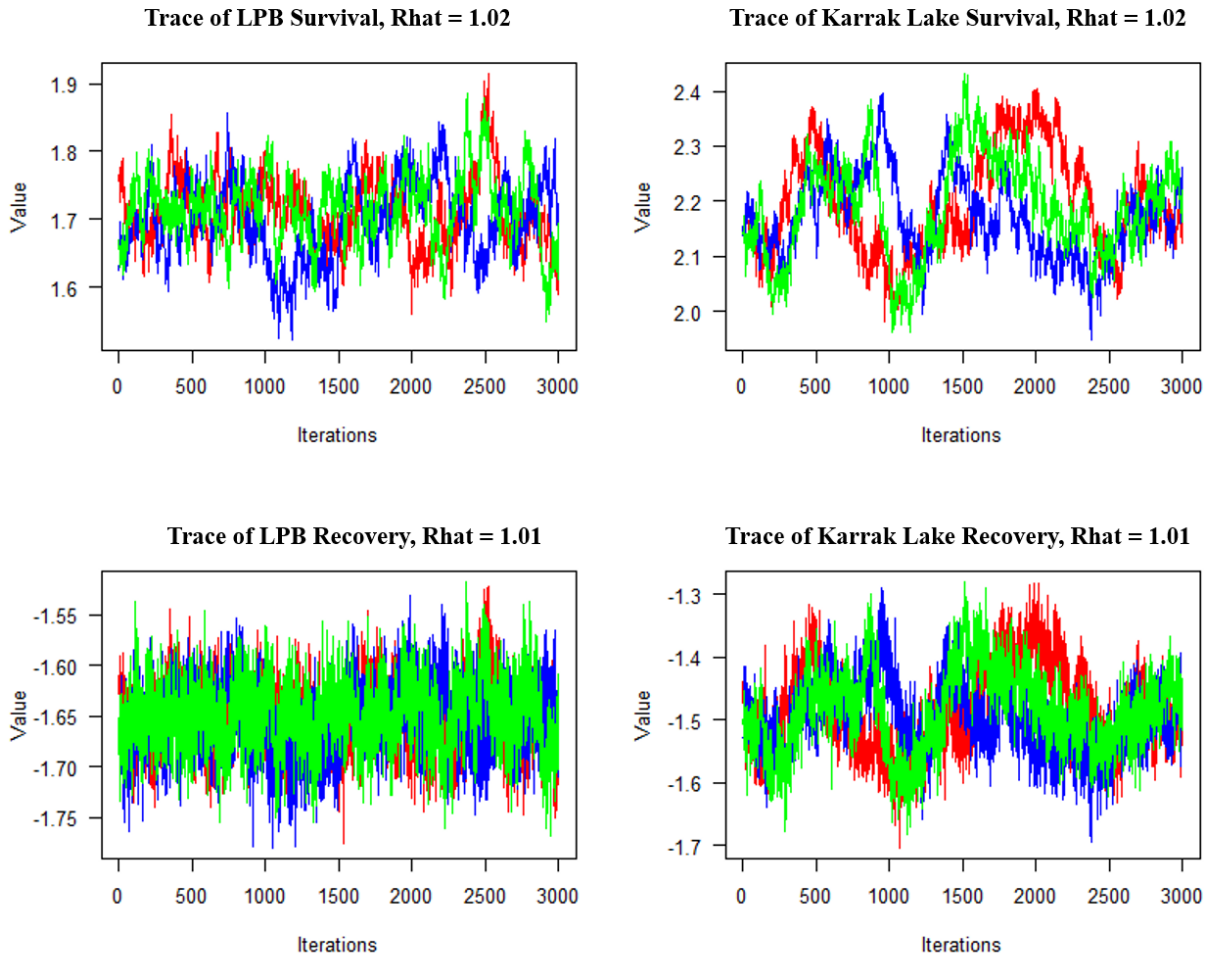 Trace of LPB Survival, Rhat = 1.02
Value
1.9
1.8
1.7
1.6
0 500 1000 1500 2000 2500 3000
Iterations
Trace of Karrak Lake Survival, Rhat = 1.02
Value
2.4
2.3
2.2
2.1
2.0
0 500 1000 1500 2000 2500 3000
Iterations
Trace of LPB Recovery, Rhat = 1.01
Value
-1.55
-1.60
-1.65
-1.70
-1.75
0 500 1000 1500 2000 2500 3000
Iterations
Trace of Karrak Lake Recovery, Rhat = 1.01
Value
-1.3
-1.4
-1.5
-1.6
-1.7
0 500 1000 1500 2000 2500 3000
Iterations